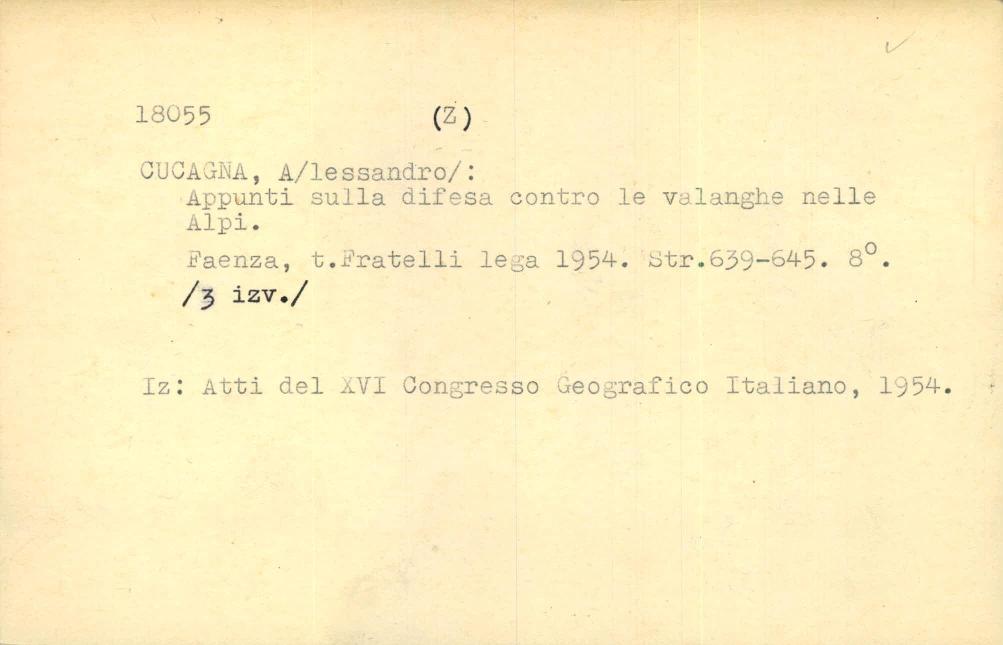 18055 (Z)
CUCAGNA, A/lessandro/:
Appunti sulla difesa contro le valanghe nelle
Alpi.
Faenza, t.Fratelli lega 1954. Str.639-645. 8°.
/3 izv./
Iz: Atti del XVI Congresso Geografico Italiano, 1954.